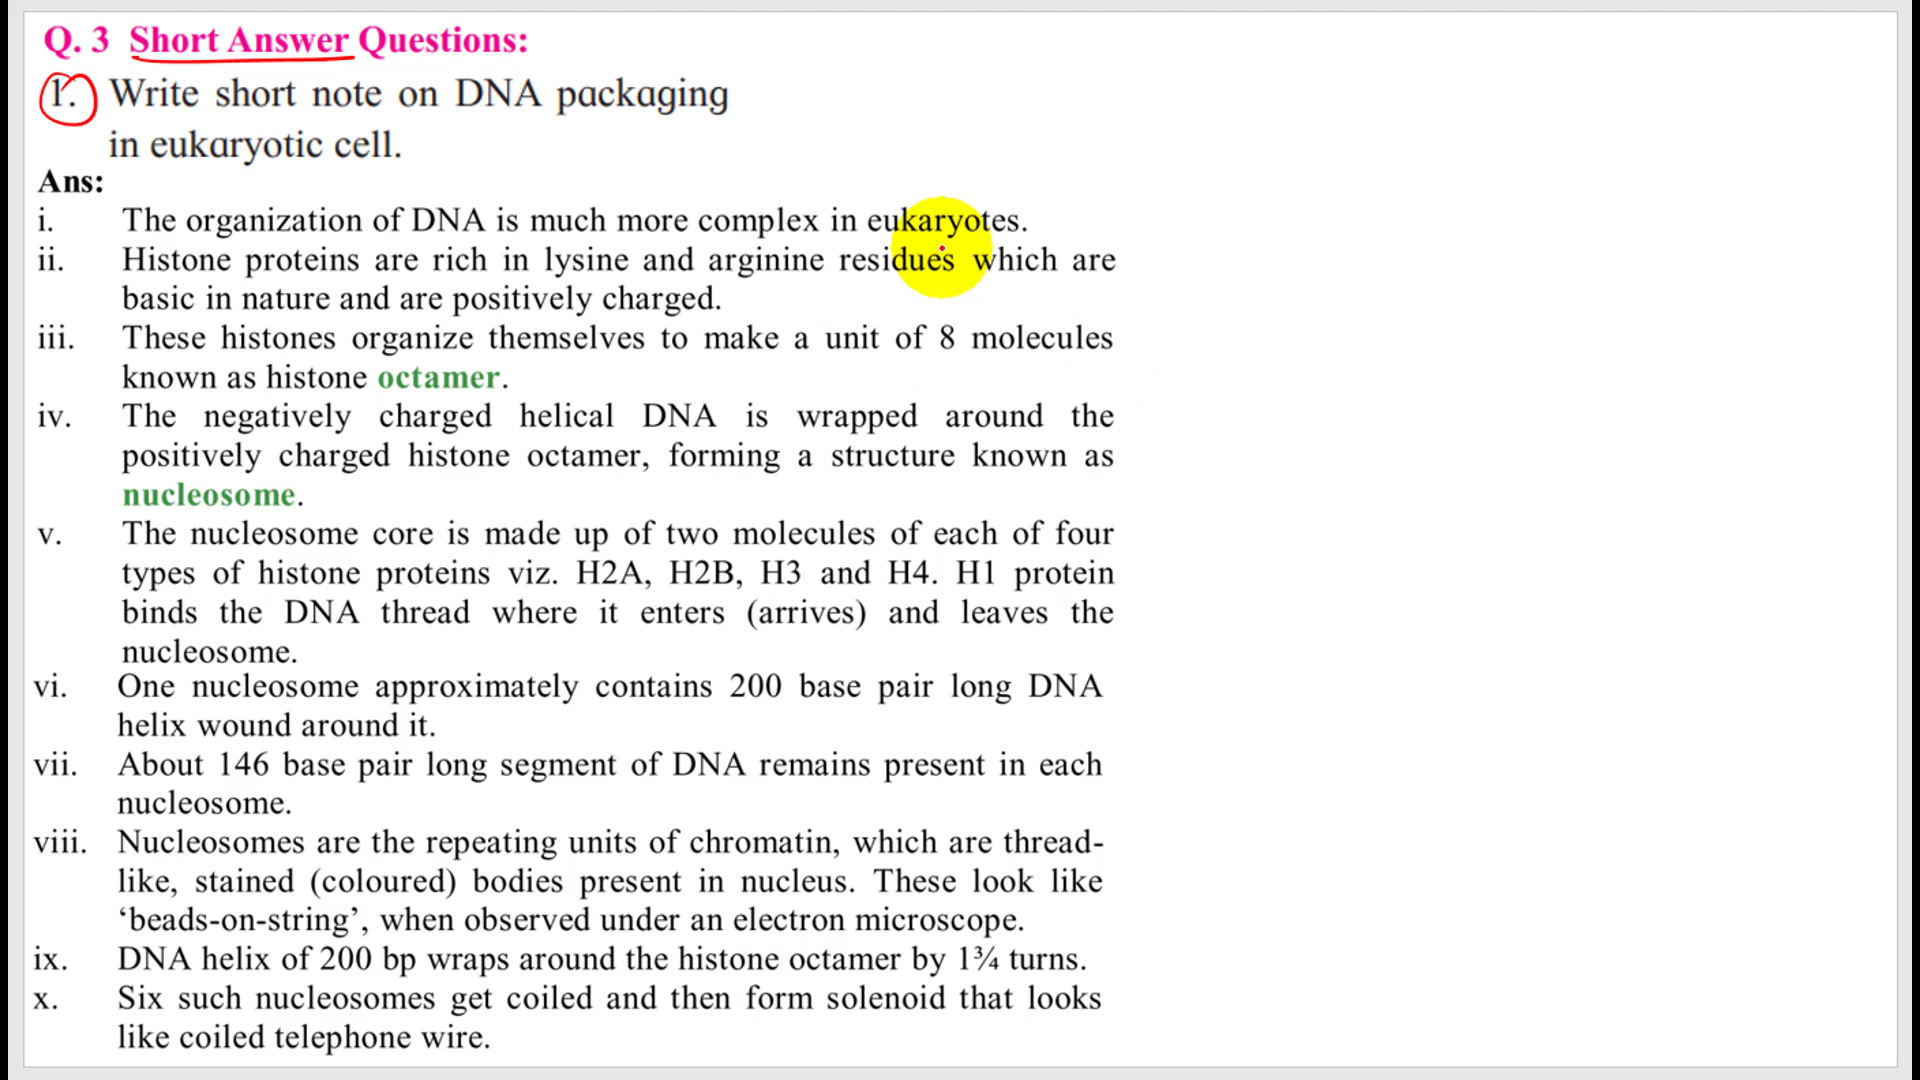 Q. 3 Short Answer Questions:
1. Write short note on DNA packaging
in eukaryotic cell.
Ans:
i. The organization of DNA is much more complex in eukaryotes.
ii. Histone proteins are rich in lysine and arginine residues which are
basic in nature and are positively charged.
iii. These histones organize themselves to make a unit of 8 molecules
known as histone octamer.
iv. The negatively charged helical DNA is wrapped around the
positively charged histone octamer, forming a structure known as
nucleosome.
v. The nucleosome core is made up of two molecules of each of four
types of histone proteins viz. H2A, H2B, H3 and H4. H1 protein
binds the DNA thread where it enters (arrives) and leaves the
nucleosome.
vi. One nucleosome approximately contains 200 base pair long DNA
helix wound around it.
vii. About 146 base pair long segment of DNA remains present in each
nucleosome.
viii. Nucleosomes are the repeating units of chromatin, which are thread-
like, stained (coloured) bodies present in nucleus. These look like
‘beads-on-string’, when observed under an electron microscope.
ix. DNA helix of 200 bp wraps around the histone octamer by 1¾ turns.
x. Six such nucleosomes get coiled and then form solenoid that looks
like coiled telephone wire.